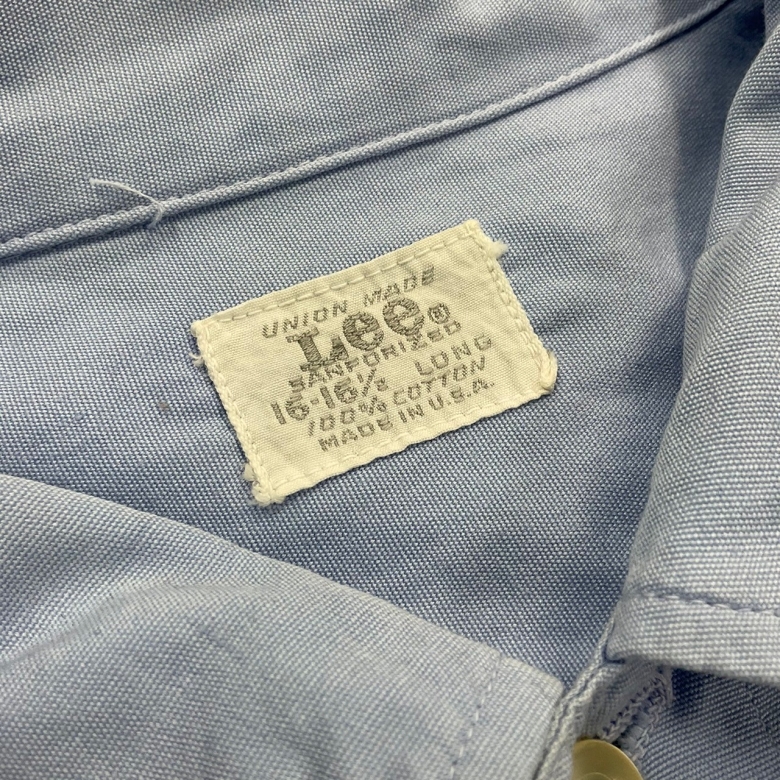 UNION MADE
Lee®
SANFORIZED
16-16½ LONG
100% COTTON
MADE IN U.S.A.